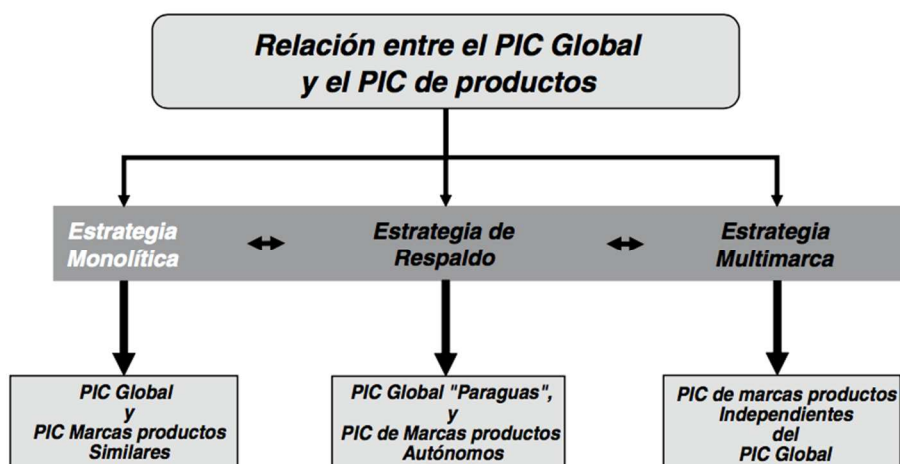 Relación entre el PIC Global
y el PIC de productos
Estrategia
Monolítica
Estrategia de
Respaldo
Estrategia
Multimarca
PIC Global
y
PIC Marcas productos
Similares
PIC Global "Paraguas",
y
PIC de Marcas productos
Autónomos
PIC de marcas productos
Independientes
del
PIC Global